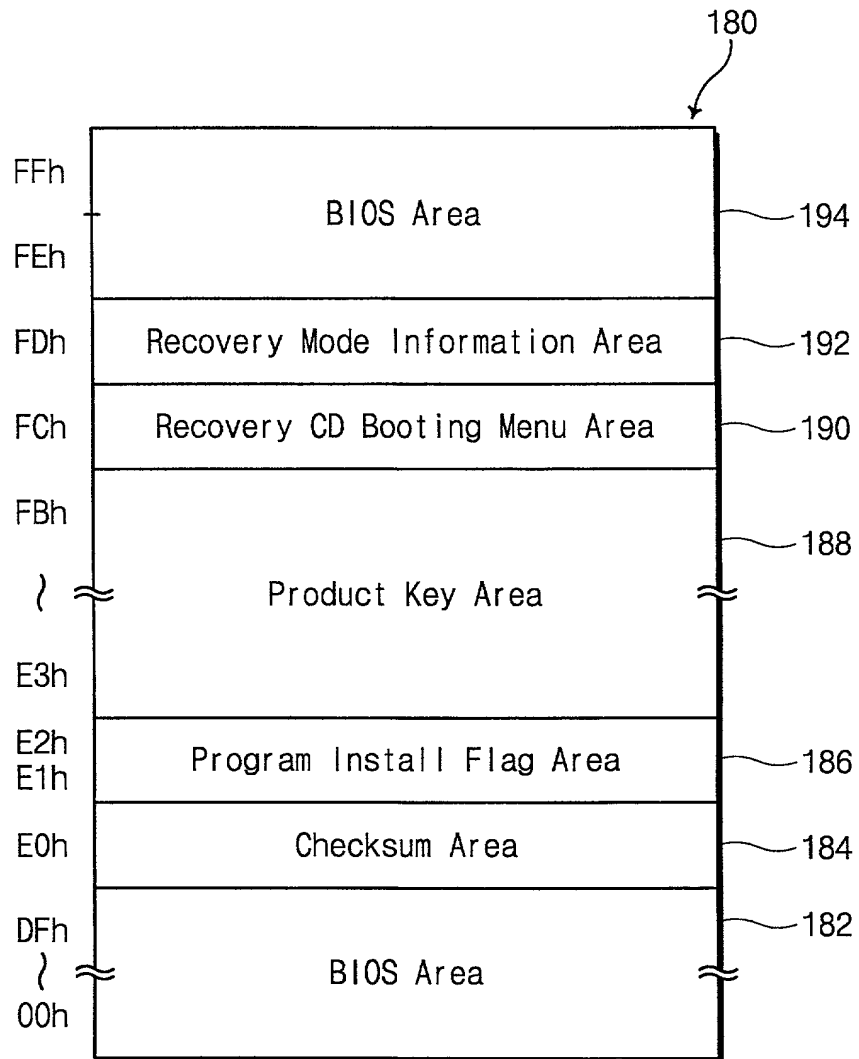 180
FFh
BIOS Area
194
FEh
FDh Recovery Mode Information Area 192
FCh Recovery CD Booting Menu Area 190
FBh
188
~ Product Key Area
E3h
E2h
Program Install Flag Area 186
E1h
E0h Checksum Area 184
DFh 182
~ BIOS Area
00h